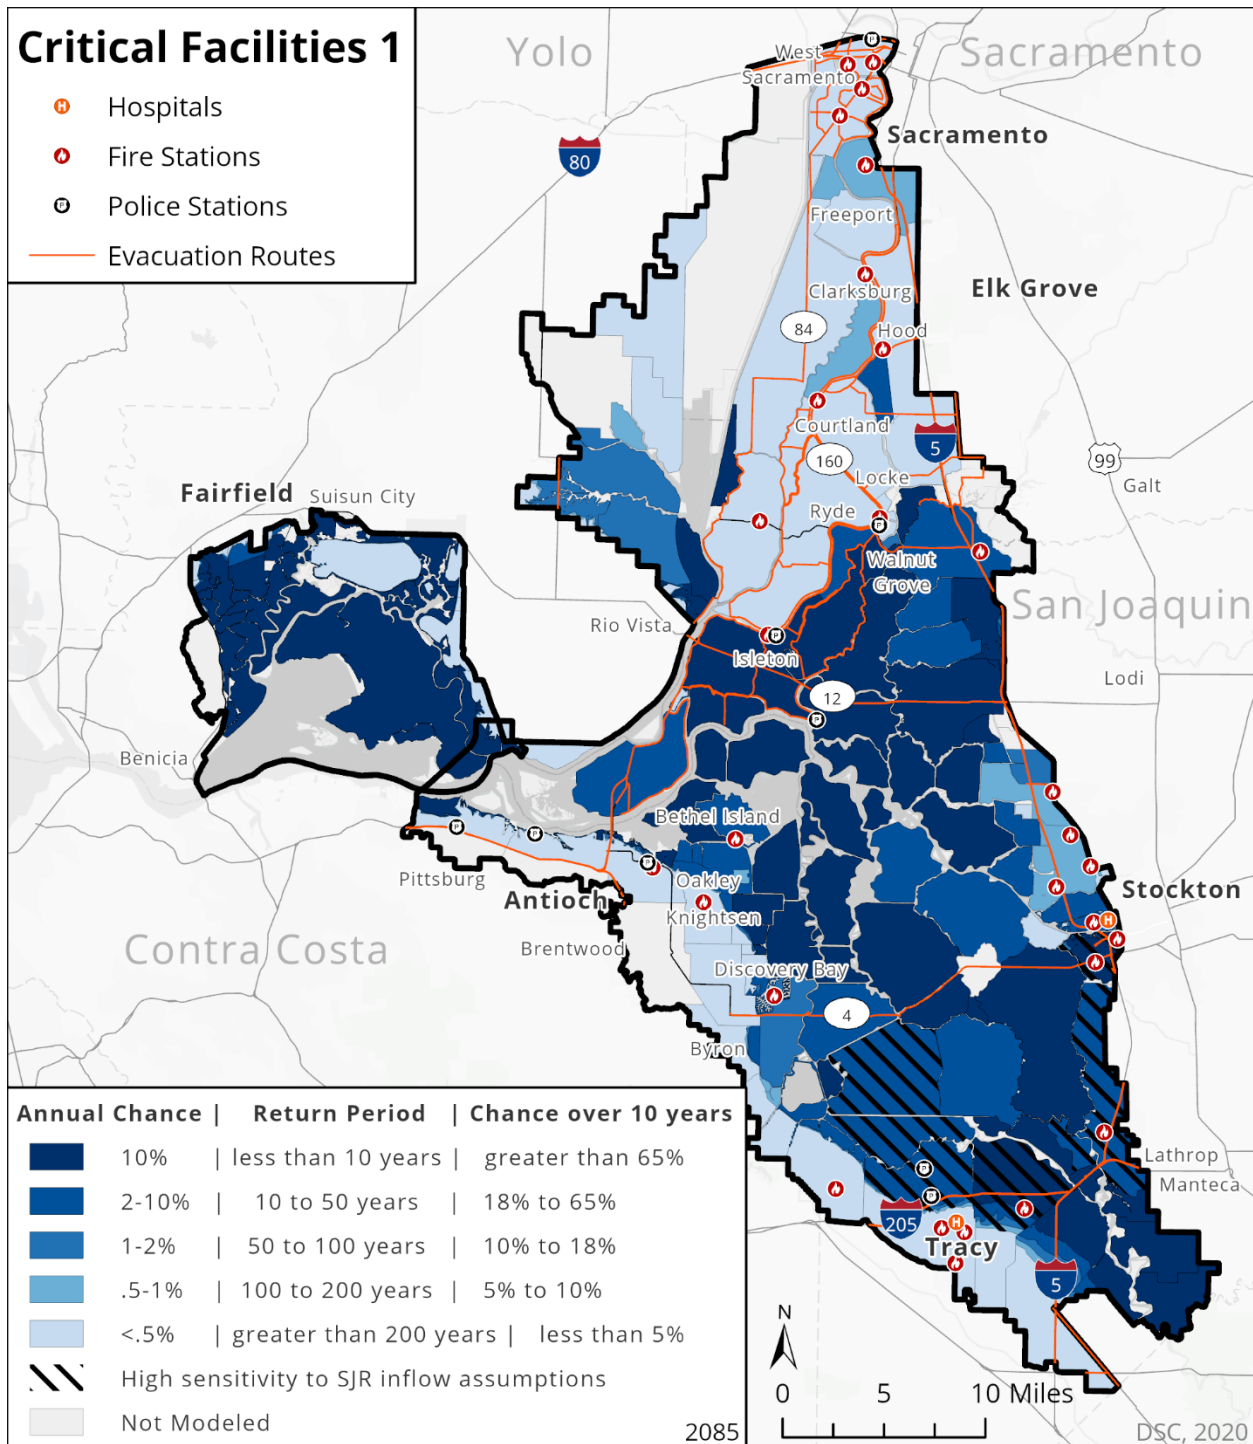 Critical Facilities 1
H Hospitals
Fire Stations
P Police Stations
Evacuation Routes
Yolo
Sacramento
West
Sacramento
Sacramento
80
Freeport
Elk Grove
Clarksburg
Hood
84
Courtland
5
160
99
Galt
Locke
Fairfield
Suisun City
Ryde
Walnut
Grove
San Joaquin
Rio Vista
Isleton
Lodi
12
Benicia
Bethel Island
Pittsburg
Oakley
Antioch
Stockton
H
Knightsen
Brentwood
Contra Costa
Discovery Bay
4
Byron
Lathrop
Manteca
205
H
Tracy
5
Annual Chance | Return Period | Chance over 10 years
10% | less than 10 years | greater than 65%
2-10% | 10 to 50 years | 18% to 65%
1-2% | 50 to 100 years | 10% to 18%
.5-1% | 100 to 200 years | 5% to 10%
<.5% | greater than 200 years | less than 5%
High sensitivity to SJR inflow assumptions
Not Modeled
N
0 5 10 Miles
2085
DSC, 2020